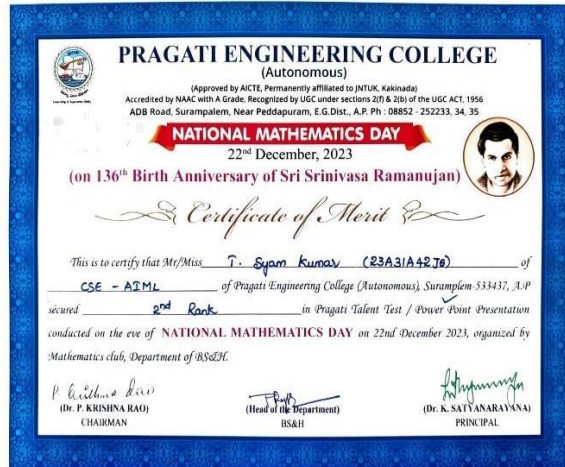 PRAGATI ENGINEERING COLLEGE
(Autonomous)
(Approved by AICTE, Permanently affiliated to JNTUK, Kakinada)
Accredited by NAAC with A Grade, Recognized by UGC under sections 2(f) & 2(b) of the UGC ACT, 1956
ADB Road, Surampalem, Near Peddapuram, E.G.Dist., A.P. Ph : 08852 - 252233, 34, 35
NATIONAL MATHEMATICS DAY
22nd December, 2023
(on 136th Birth Anniversary of Sri Srinivasa Ramanujan)
Certificate of Merit
This is to certify that Mr/Miss T. Syam Kumar (23A31A42J6) of
CSE - AIML of Pragati Engineering College (Autonomous), Suramplem-533437, A.P
secured 2nd Rank in Pragati Talent Test / Power Point Presentation
conducted on the eve of NATIONAL MATHEMATICS DAY on 22nd December 2023, organized by
Mathematics club, Department of BS&H.
P Krishna Rao
(Dr. P. KRISHNA RAO) (Head of the Department) (Dr. K. SATYANARAYANA)
CHAIRMAN BS&H PRINCIPAL